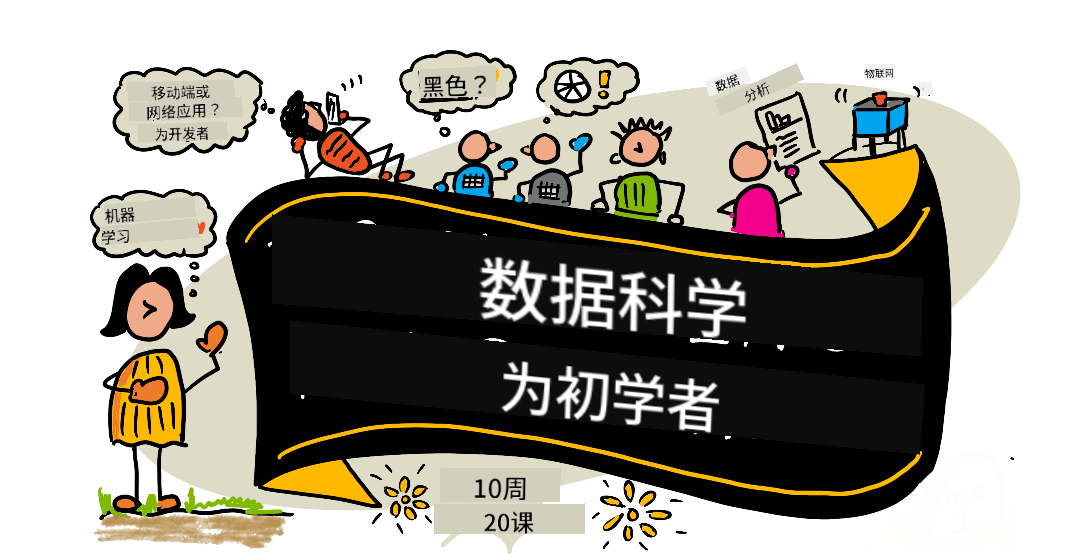 移动端或
网络应用？
为开发者
黑色？
数据
分析
物联网
机器
学习
数据科学
为初学者
10周
20课